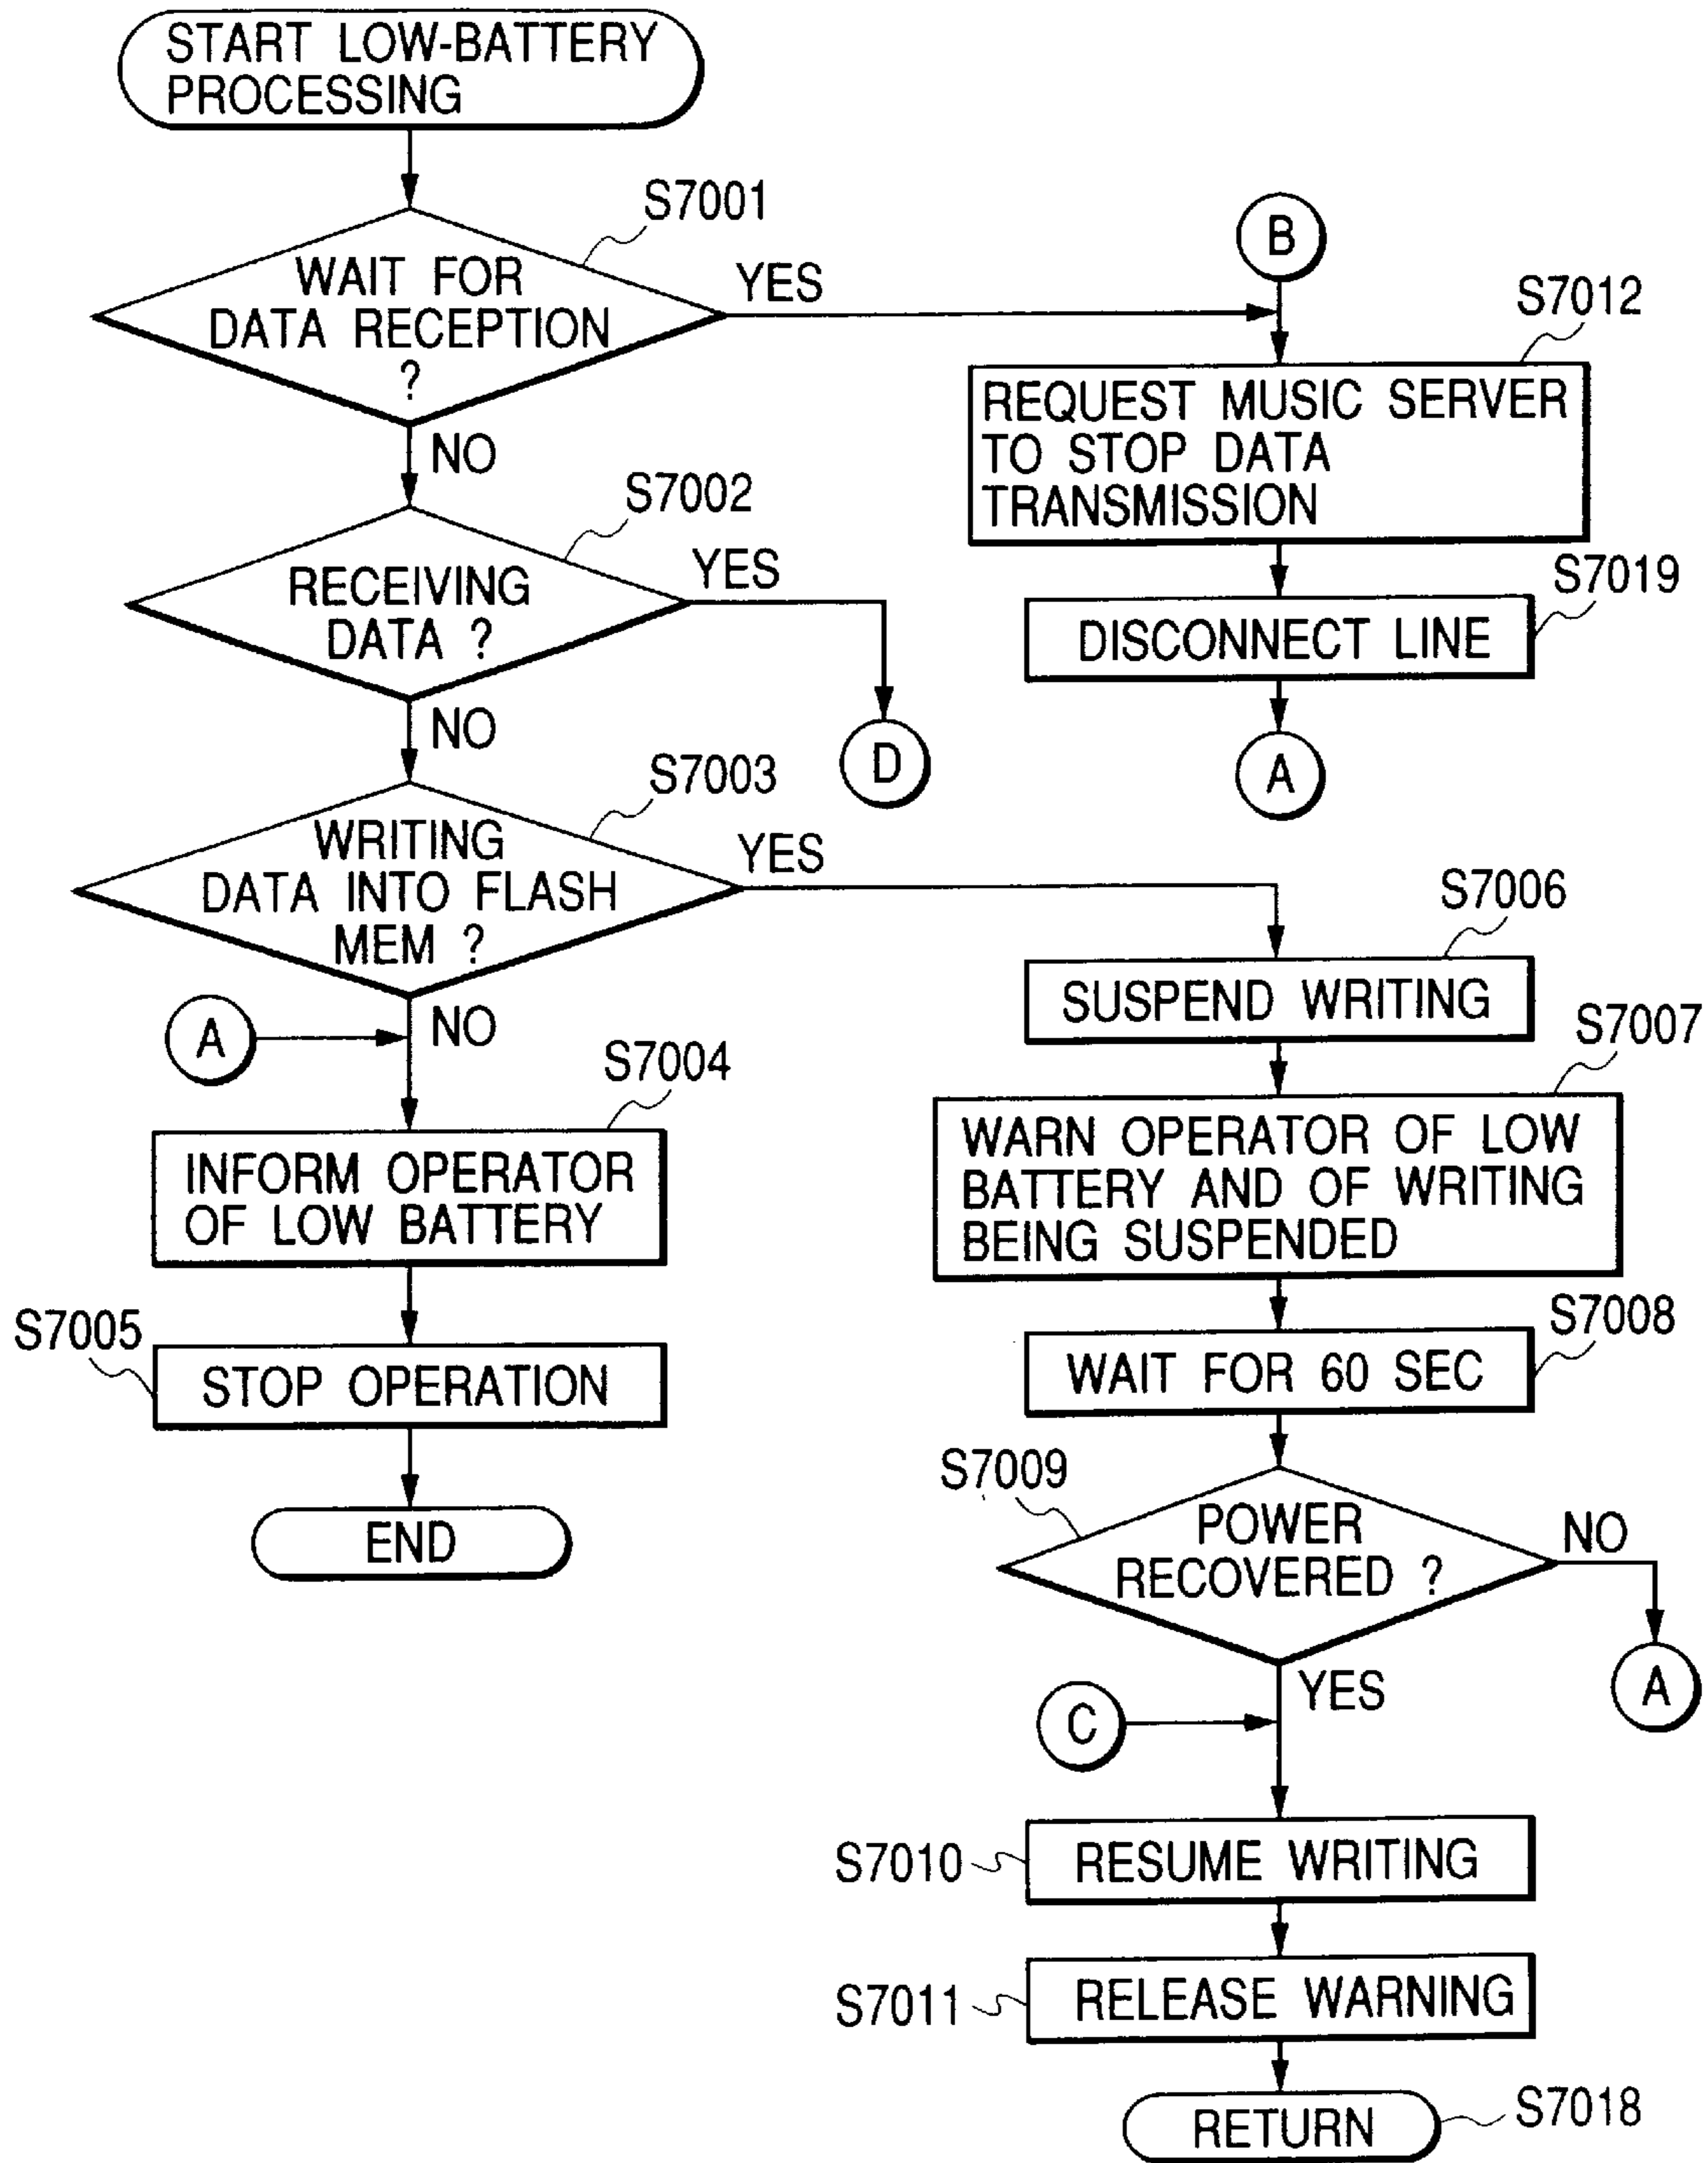 START LOW-BATTERY
PROCESSING
S7001
WAIT FOR
DATA RECEPTION
?
YES
NO
S7002
RECEIVING
DATA ?
YES
D
NO
S7003
WRITING
DATA INTO FLASH
MEM ?
YES
NO
A
S7004
INFORM OPERATOR
OF LOW BATTERY
S7005
STOP OPERATION
END
B
S7012
REQUEST MUSIC SERVER
TO STOP DATA
TRANSMISSION
S7019
DISCONNECT LINE
A
S7006
SUSPEND WRITING
S7007
WARN OPERATOR OF LOW
BATTERY AND OF WRITING
BEING SUSPENDED
S7008
WAIT FOR 60 SEC
S7009
POWER
RECOVERED ?
NO
A
YES
C
S7010
RESUME WRITING
S7011
RELEASE WARNING
RETURN
S7018